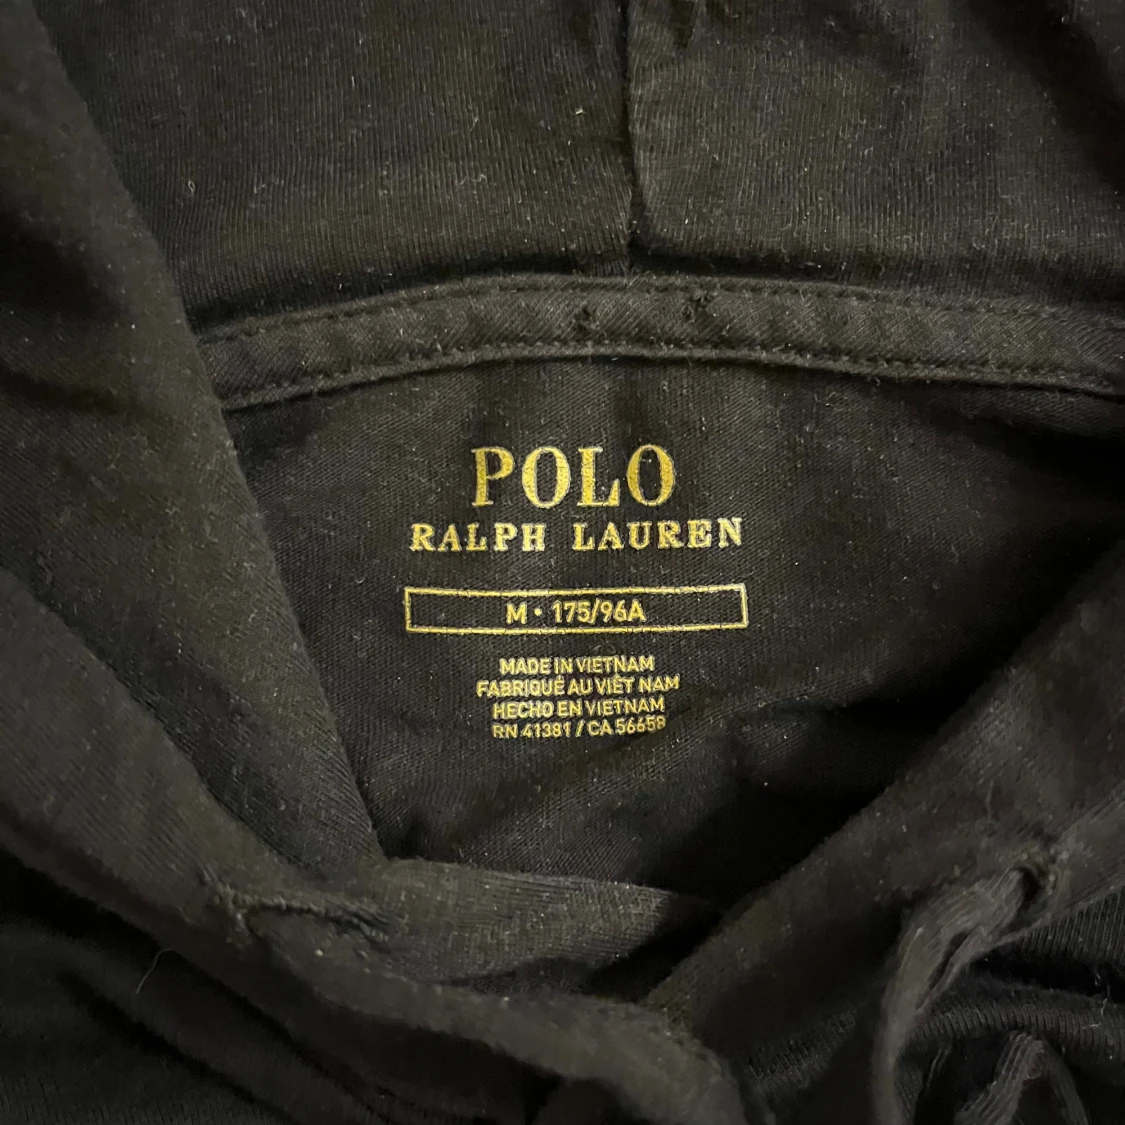 POLO
RALPH LAUREN
M • 175/96A
MADE IN VIETNAM
FABRIQUÉ AU VIÊT NAM
HECHO EN VIETNAM
RN 41381 / CA 56658